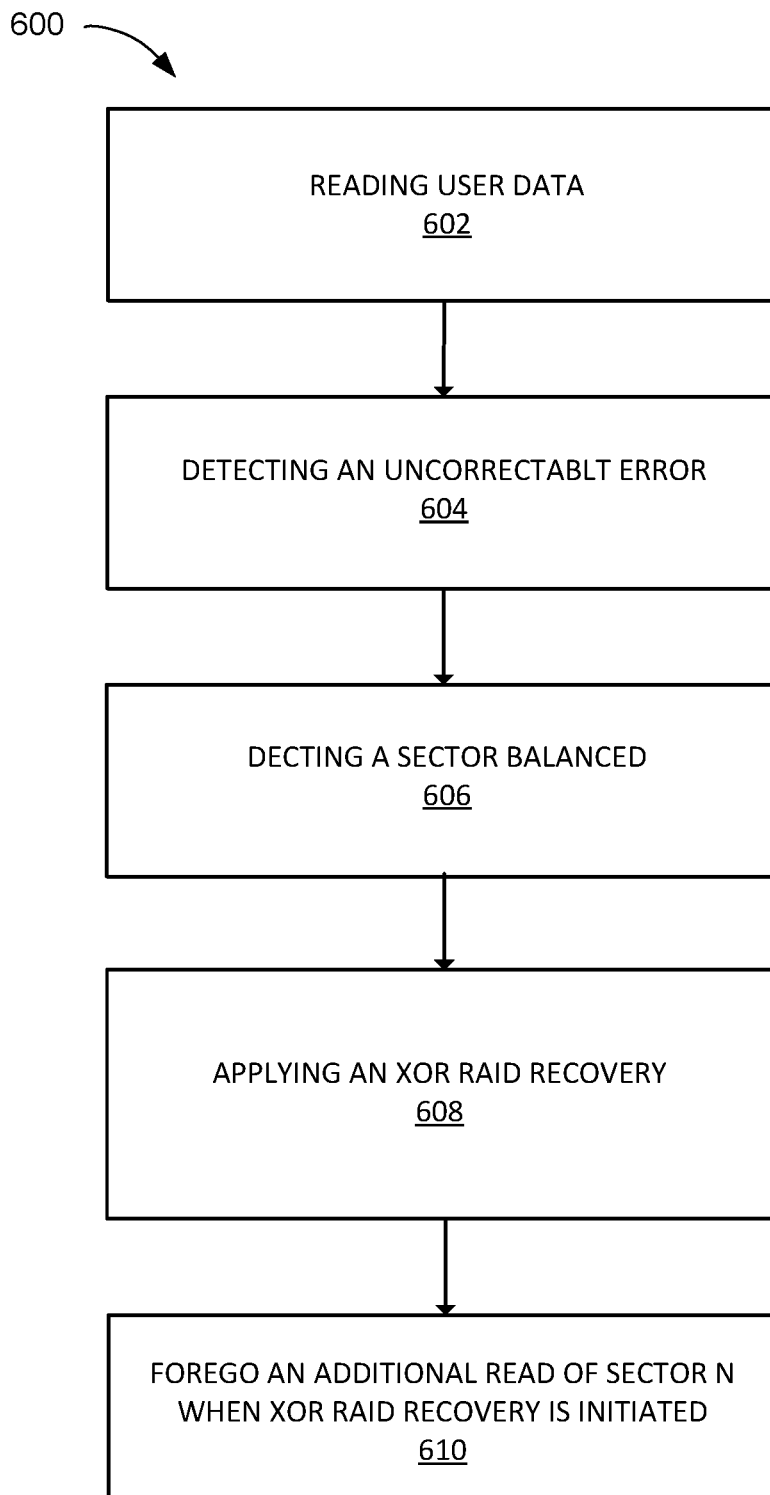 600
READING USER DATA
602
DETECTING AN UNCORRECTABLT ERROR
604
DECTING A SECTOR BALANCED
606
APPLYING AN XOR RAID RECOVERY
608
FOREGO AN ADDITIONAL READ OF SECTOR N
WHEN XOR RAID RECOVERY IS INITIATED
610